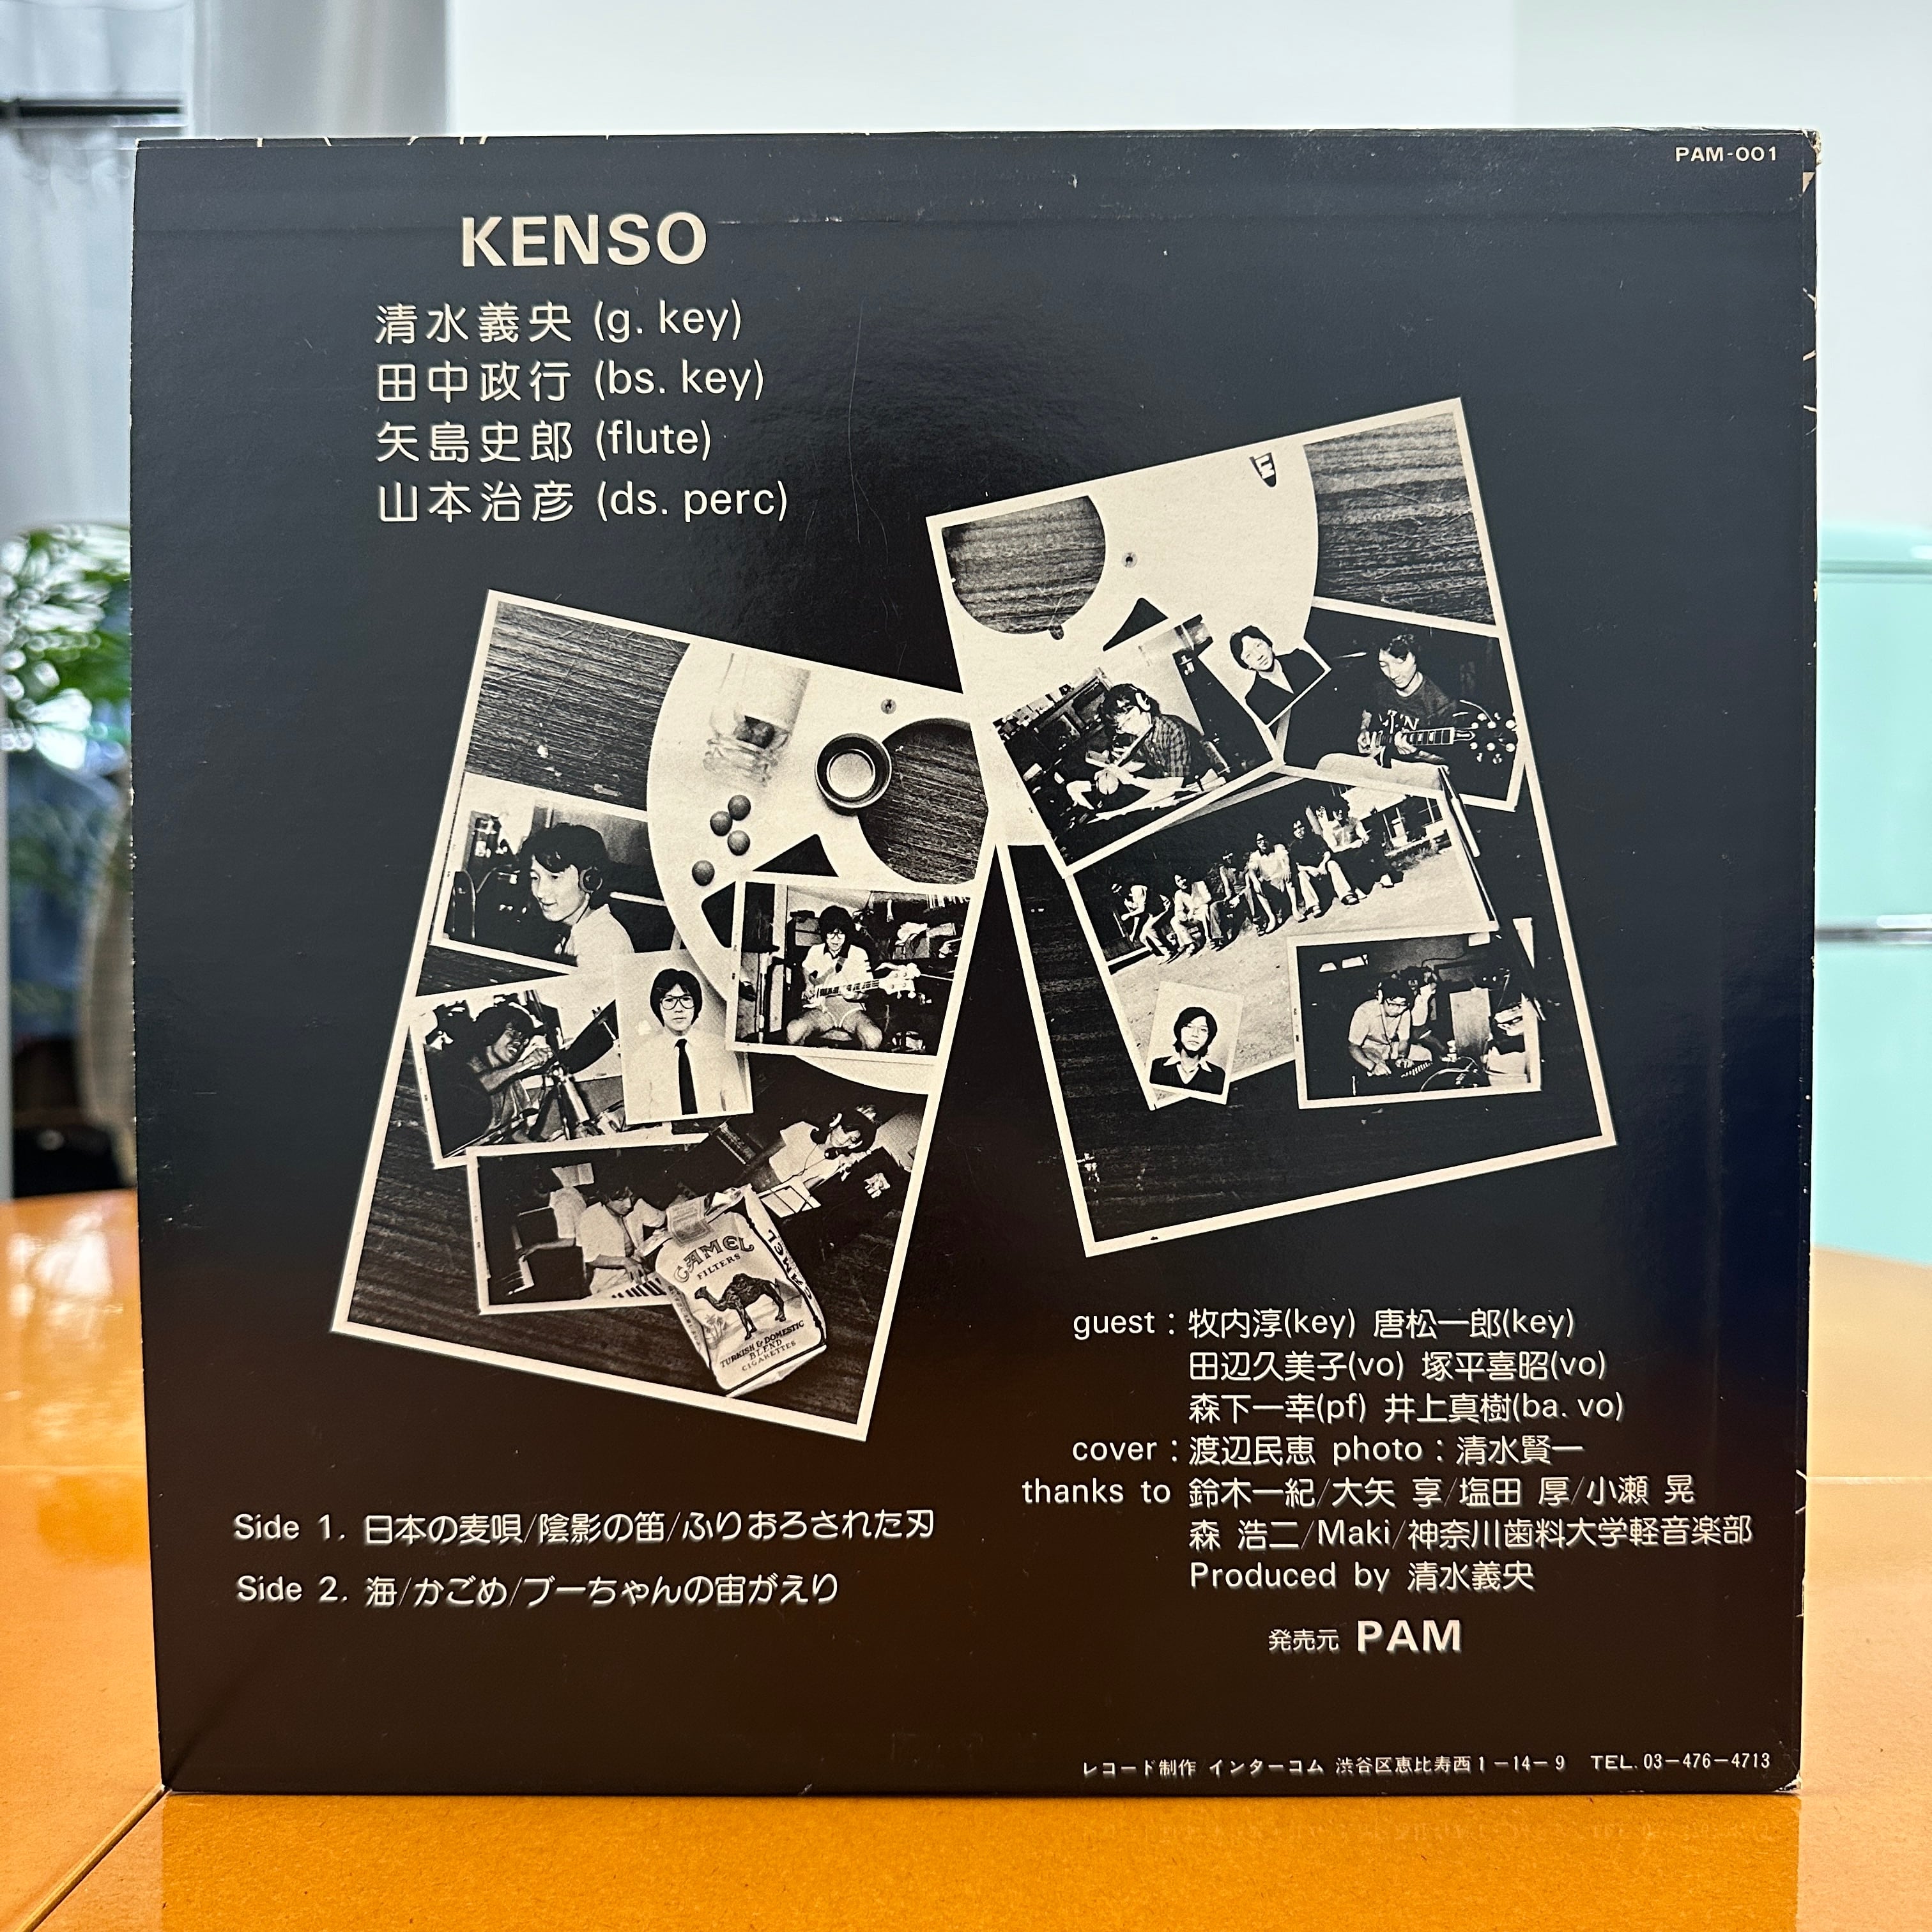 PAM-001
KENSO
清水義央 (g. key)
田中政行 (bs. key)
矢島史郎 (flute)
山本治彦 (ds. perc)
CAMEL
FILTERS
TURKISH & DOMESTIC
BLEND
CIGARETTES
CAMEL
guest : 牧内淳(key) 唐松一郎(key)
田辺久美子(vo) 塚平喜昭(vo)
森下一幸(pf) 井上真樹(ba. vo)
cover : 渡辺民恵 photo : 清水賢一
thanks to 鈴木一紀/大矢 享/塩田 厚/小瀬 晃
森 浩二/Maki/神奈川歯科大学軽音楽部
Produced by 清水義央
Side 1. 日本の麦唄/陰影の笛/ふりおろされた刃
Side 2. 海/かごめ/ブーちゃんの宙がえり
発売元 PAM
レコード制作 インターコム 渋谷区恵比寿西1-14-9 TEL. 03-476-4713